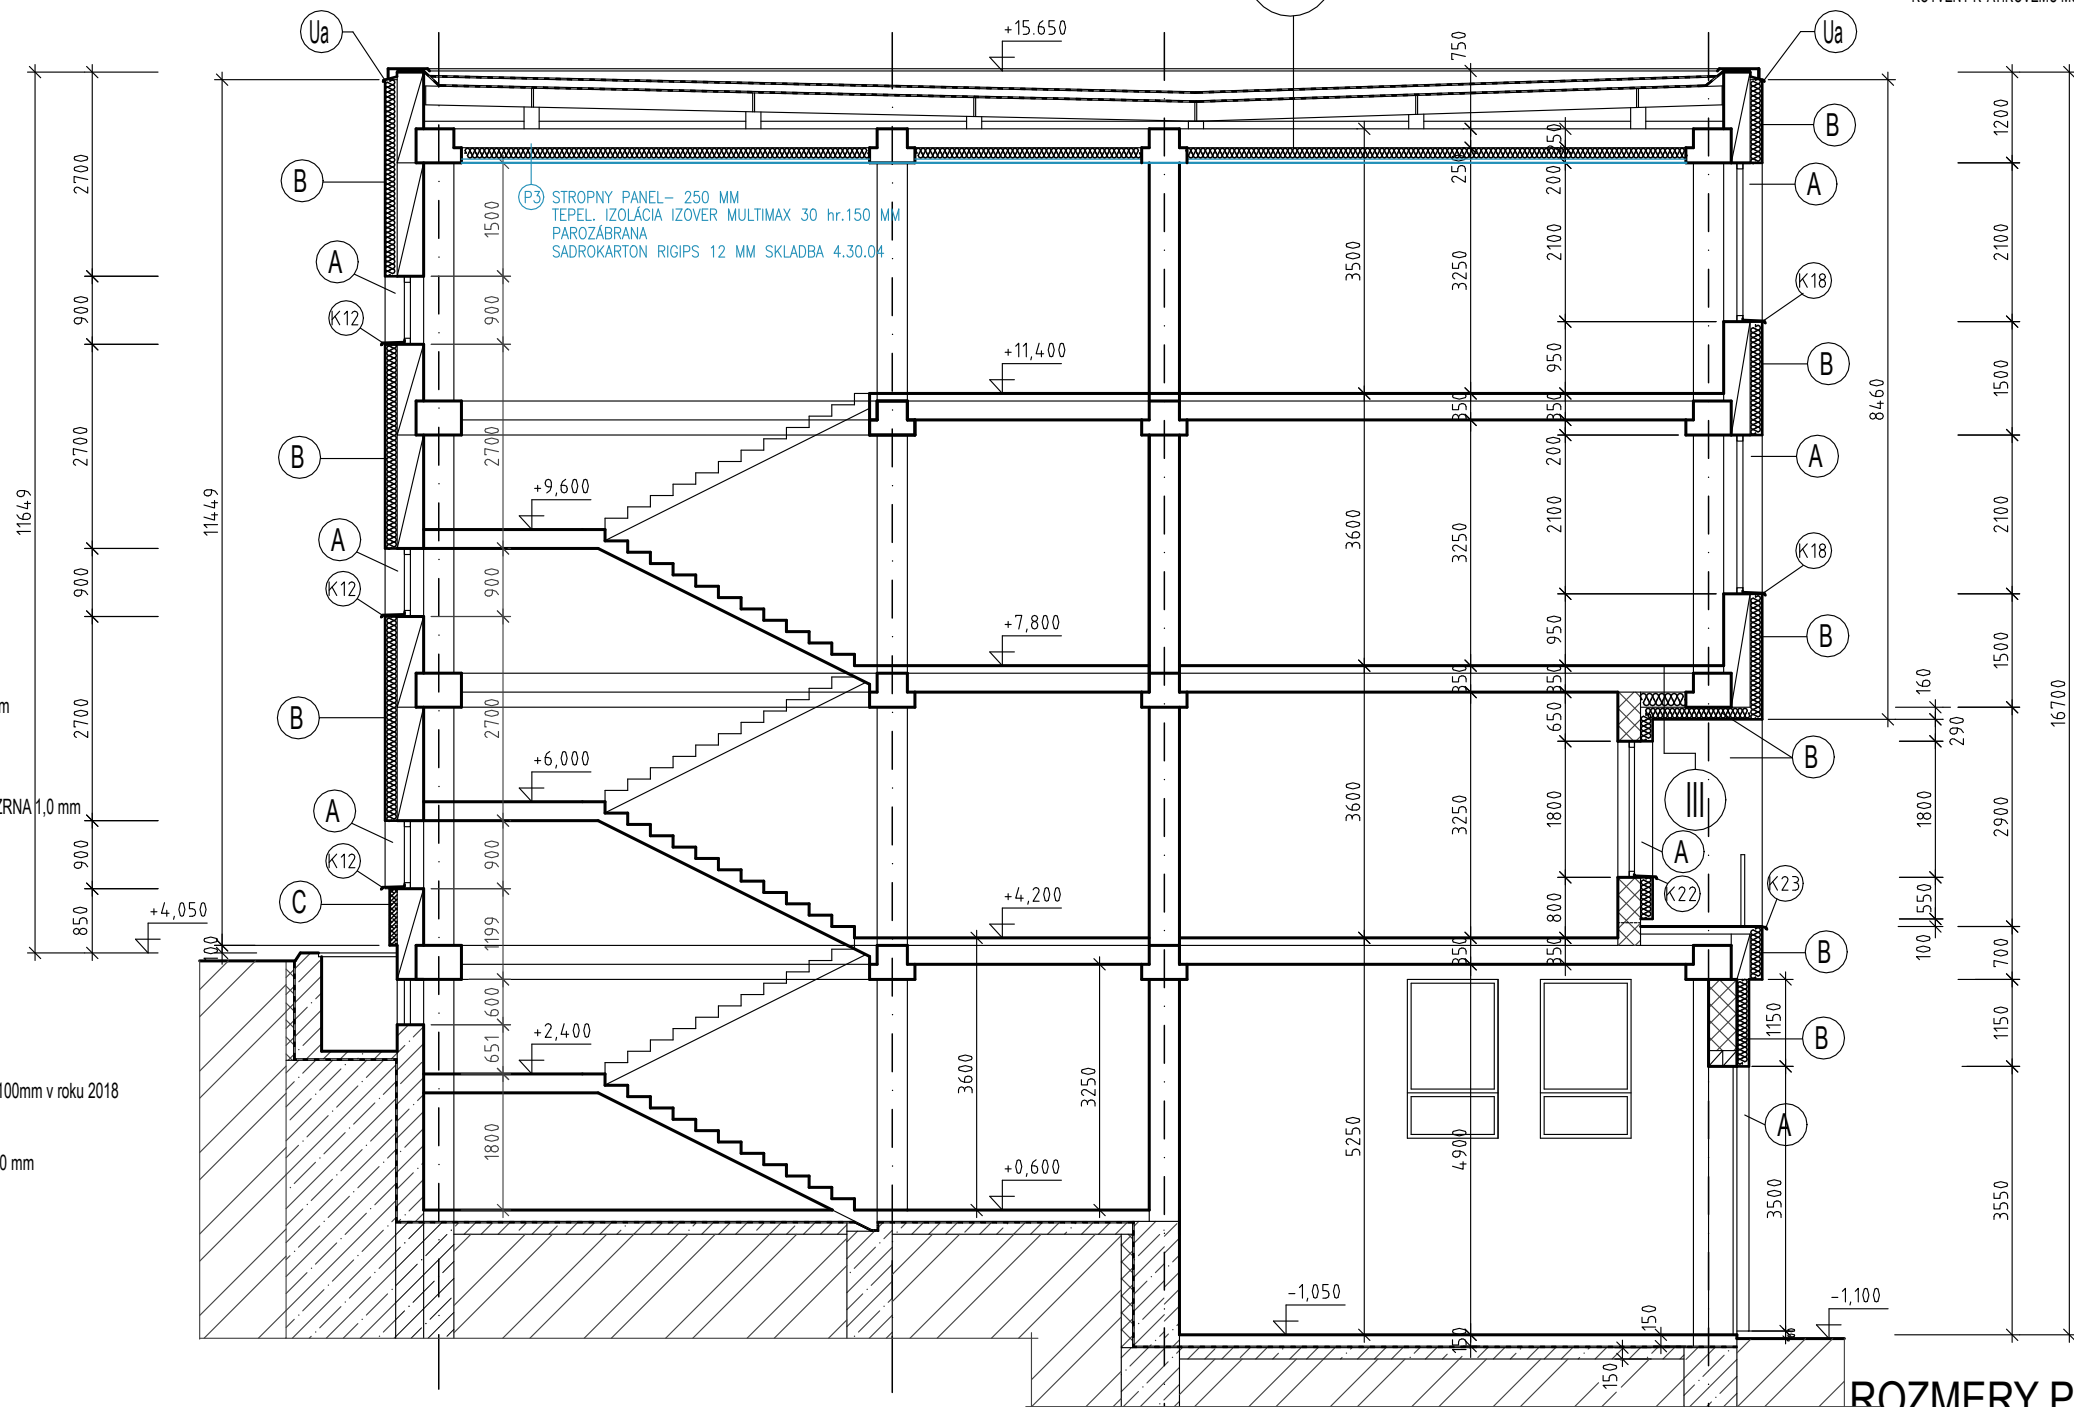 Ua
+15.650
750
Ua
B
B
A
A
K12
K18
B
B
A
A
K12
K18
B
B
A
K12
C
III
B
A
K22
K23
B
B
A
P3 STROPNY PANEL– 250 MM
TEPEL. IZOLÁCIA IZOVER MULTIMAX 30 hr.150 MM
PAROZÁBRANA
SADROKARTON RIGIPS 12 MM SKLADBA 4.30.04
11649
2700
900
2700
900
2700
900
850
11449
100
+4,050
1500
900
2700
900
2700
900
1199
600
651
1800
+11,400
+9,600
+7,800
+6,000
+4,200
+2,400
+0,600
-1,050
-1,100
3600
3250
3500
3600
3600
5250
250
3250
350
3250
350
3250
350
4900
150
200
2100
950
350
200
2100
950
350
650
1800
800
350
150
150
1150
3500
8460
160
290
1800
550
100
1200
2100
1500
2100
1500
2900
700
1150
3550
16700
m
ZRNA 1,0 mm
100mm v roku 2018
0 mm
ROZMERY P